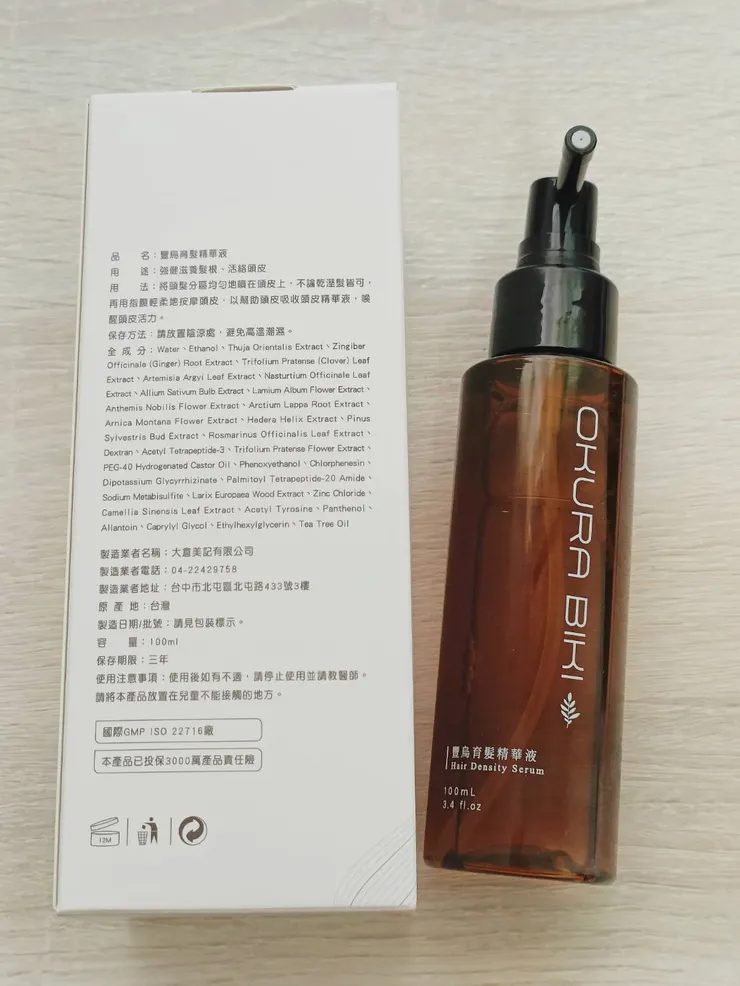 品　　名：豐烏育髮精華液
用　　途：強健滋養髮根、活絡頭皮
用　　法：將頭髮分區均勻地噴在頭皮上，不論乾溼髮皆可，
再用指腹輕柔地按摩頭皮，以幫助頭皮吸收頭皮精華液，喚
醒頭皮活力。
保存方法：請放置陰涼處，避免高溫潮濕。
全 成 分：Water、Ethanol、Thuja Orientalis Extract、Zingiber
Officinale (Ginger) Root Extract、Trifolium Pratense (Clover) Leaf
Extract、Artemisia Argyi Leaf Extract、Nasturtium Officinale Leaf
Extract、Allium Sativum Bulb Extract、Lamium Album Flower Extract、
Anthemis Nobilis Flower Extract、Arctium Lappa Root Extract、
Arnica Montana Flower Extract、Hedera Helix Extract、Pinus
Sylvestris Bud Extract、Rosmarinus Officinalis Leaf Extract、
Dextran、Acetyl Tetrapeptide-3、Trifolium Pratense Flower Extract、
PEG-40 Hydrogenated Castor Oil、Phenoxyethanol、Chlorphenesin、
Dipotassium Glycyrrhizinate、Palmitoyl Tetrapeptide-20 Amide、
Sodium Metabisulfite、Larix Europaea Wood Extract、Zinc Chloride、
Camellia Sinensis Leaf Extract、Acetyl Tyrosine、Panthenol、
Allantoin、Caprylyl Glycol、Ethylhexylglycerin、Tea Tree Oil
製造業者名稱：大倉美記有限公司
製造業者電話：04-22429758
製造業者地址：台中市北屯區北屯路433號3樓
原 產 地：台灣
製造日期/批號：請見包裝標示。
容　　量：100ml
保存期限：三年
使用注意事項：使用後如有不適，請停止使用並請教醫師。
請將本產品放置在兒童不能接觸的地方。
國際GMP ISO 22716廠
本產品已投保3000萬產品責任險
12M
OKURA BIKI
豐烏育髮精華液
Hair Density Serum
100mL
3.4 fl.oz